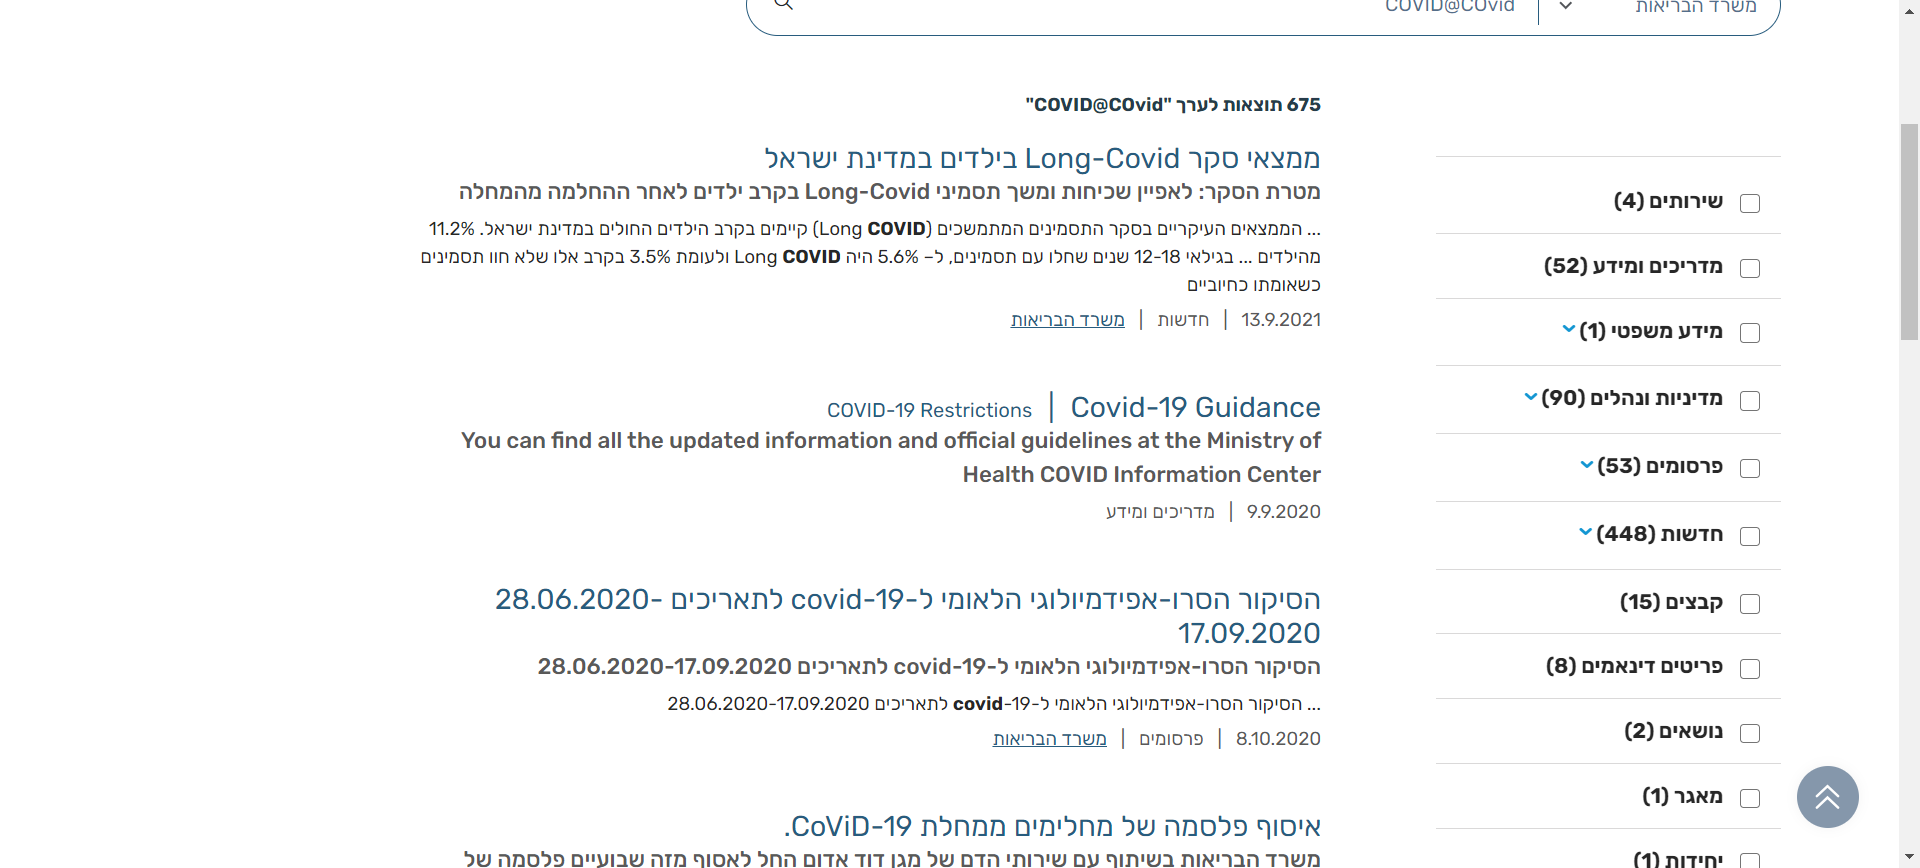 משרד הבריאות
COVID@COvid
675 תוצאות לערך "COVID@COvid"
ממצאי סקר Long-Covid בילדים במדינת ישראל
מטרת הסקר: לאפיין שכיחות ומשך תסמיני Long-Covid בקרב ילדים לאחר ההחלמה מהמחלה
... הממצאים העיקריים בסקר התסמינים המתמשכים (Long COVID) קיימים בקרב הילדים החולים במדינת ישראל. 11.2%
מהילדים ... בגילאי 12-18 שנים שחלו עם תסמינים, ל– 5.6% היה Long COVID ולעומת 3.5% בקרב אלו שלא חוו תסמינים
כשאומתו כחיוביים
13.9.2021 | חדשות | משרד הבריאות
Covid-19 Guidance | COVID-19 Restrictions
You can find all the updated information and official guidelines at the Ministry of
Health COVID Information Center
9.9.2020 | מדריכים ומידע
הסיקור הסרו-אפידמיולוגי הלאומי ל-covid-19 לתאריכים 28.06.2020-
17.09.2020
הסיקור הסרו-אפידמיולוגי הלאומי ל-covid-19 לתאריכים 28.06.2020-17.09.2020
... הסיקור הסרו-אפידמיולוגי הלאומי ל-covid-19 לתאריכים 28.06.2020-17.09.2020
8.10.2020 | פרסומים | משרד הבריאות
איסוף פלסמה של מחלימים ממחלת CoViD-19.
משרד הבריאות בשיתוף עם שירותי הדם של מגן דוד אדום החל לאסוף מזה שבועיים פלסמה של
שירותים (4)
מדריכים ומידע (52)
מידע משפטי (1)
מדיניות ונהלים (90)
פרסומים (53)
חדשות (448)
קבצים (15)
פריטים דינאמים (8)
נושאים (2)
מאגר (1)
יחידות (1)